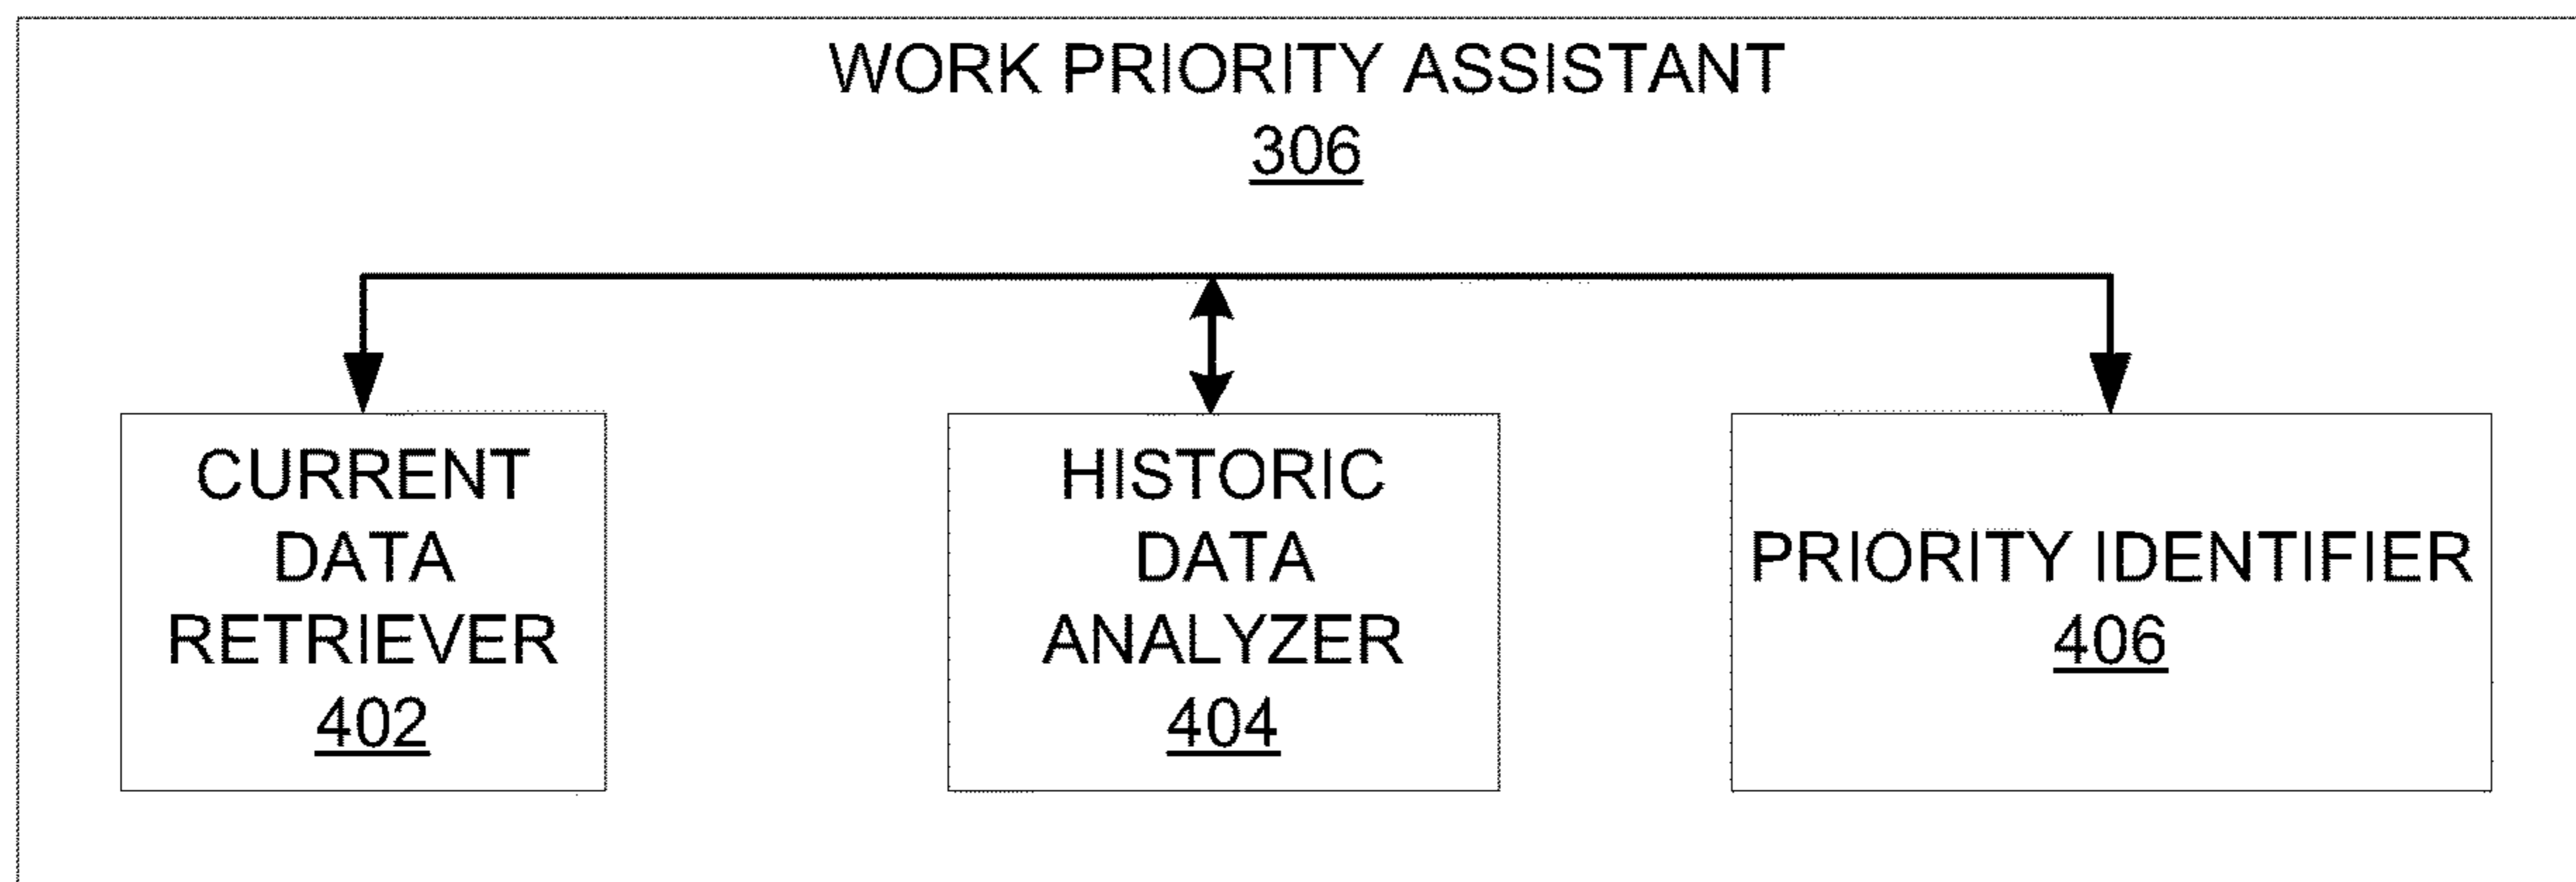 WORK PRIORITY ASSISTANT
306
CURRENT
DATA
RETRIEVER
402
HISTORIC
DATA
ANALYZER
404
PRIORITY IDENTIFIER
406